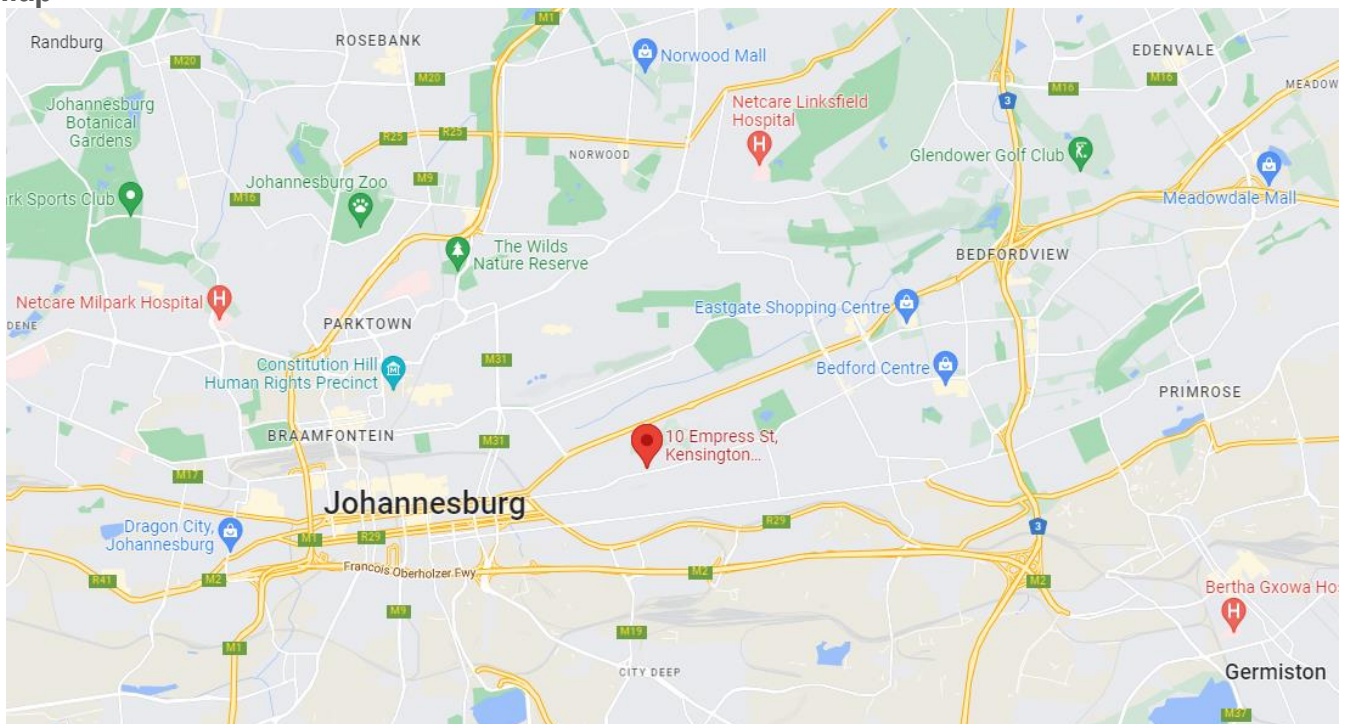 Randburg
ROSEBANK
M1
Norwood Mall
EDENVALE
M20
M20
M16
M16
MEADOW
Johannesburg
Botanical
Gardens
Netcare Linksfield
Hospital
3
R25
R25
NORWOOD
Glendower Golf Club
Johannesburg Zoo
M9
rk Sports Club
M16
Meadowdale Mall
The Wilds
Nature Reserve
BEDFORDVIEW
Netcare Milpark Hospital
H
H
Eastgate Shopping Centre
DENE
PARKTOWN
M31
Constitution Hill
Human Rights Precinct
M
Bedford Centre
PRIMROSE
BRAAMFONTEIN
M31
10 Empress St,
Kensington...
M17
Johannesburg
Dragon City,
Johannesburg
M1
R29
R29
3
Francois Oberholzer Fwy
R41
M2
M2
M2
Bertha Gxowa Ho
H
M9
M19
M1
CITY DEEP
Germiston
M37